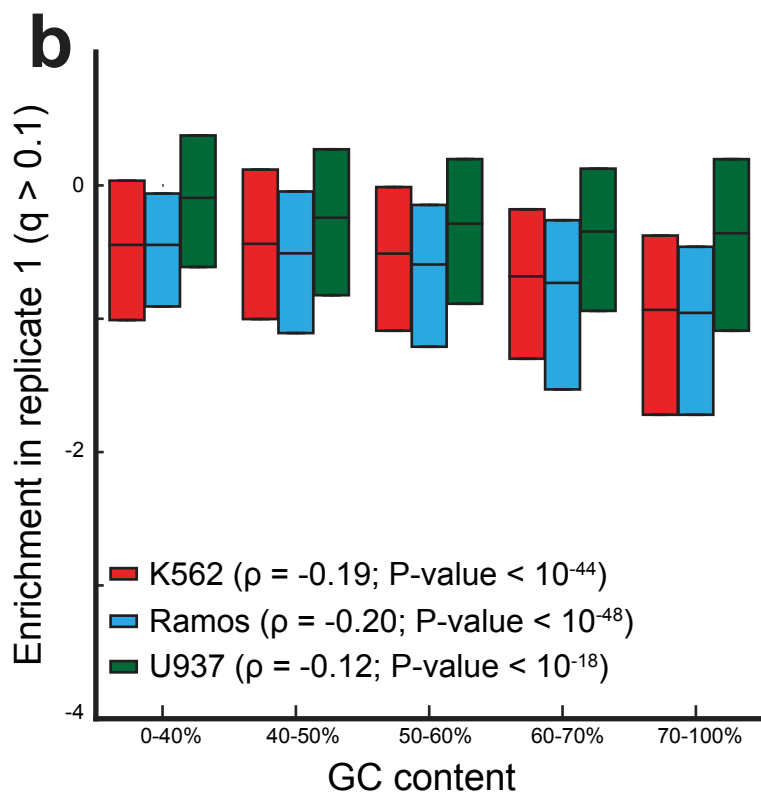 b
Enrichment in replicate 1 (q > 0.1)
0
-2
-4
K562 (ρ = -0.19; P-value < 10⁻⁴⁴)
Ramos (ρ = -0.20; P-value < 10⁻⁴⁸)
U937 (ρ = -0.12; P-value < 10⁻¹⁸)
0-40% 40-50% 50-60% 60-70% 70-100%
GC content